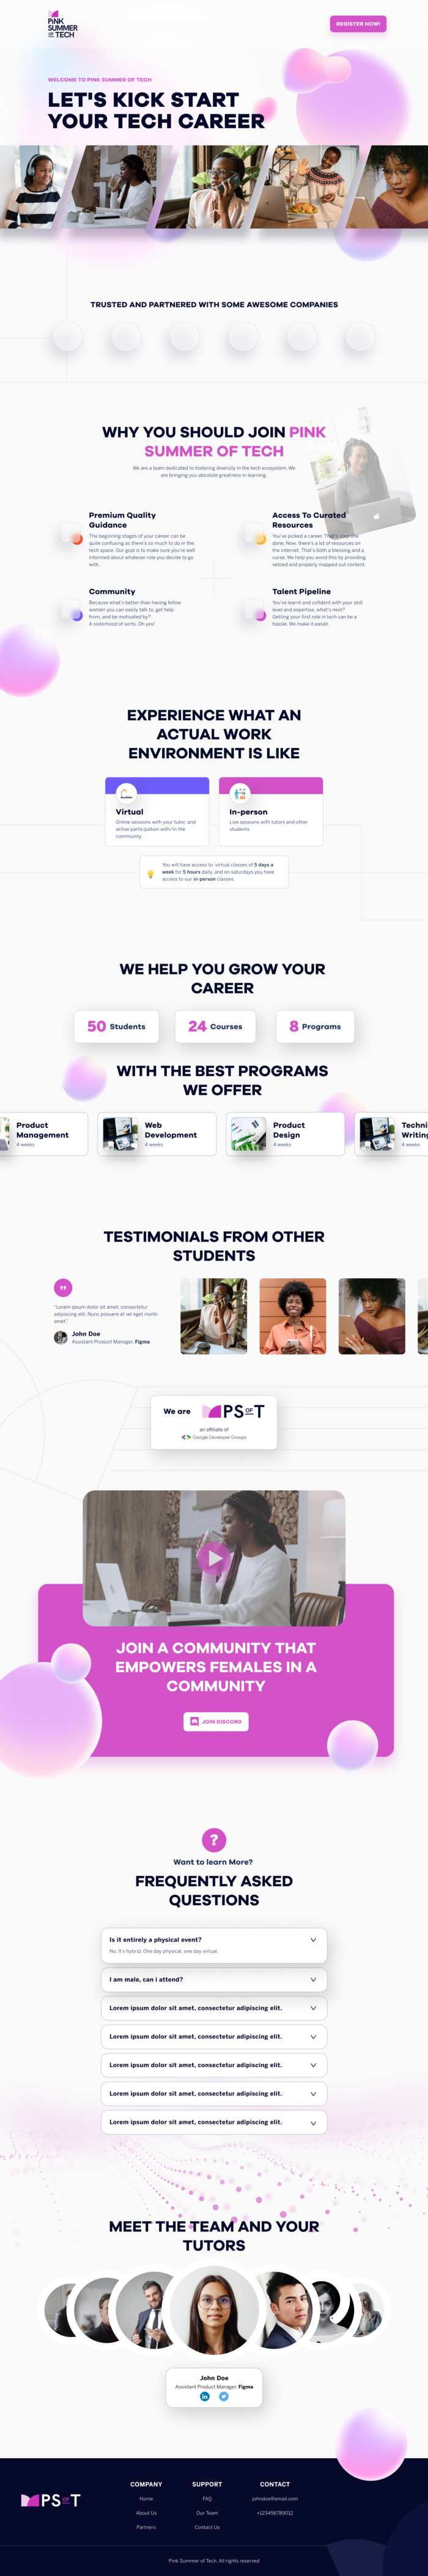 PINK
SUMMER
OF TECH
REGISTER NOW!
WELCOME TO PINK SUMMER OF TECH
LET'S KICK START
YOUR TECH CAREER
TRUSTED AND PARTNERED WITH SOME AWESOME COMPANIES
WHY YOU SHOULD JOIN PINK
SUMMER OF TECH
We are a team dedicated to fostering diversity in the tech ecosystem. We
are bringing you absolute greatness in learning.
Premium Quality
Guidance
The beginning stages of your career can be
quite confusing as there's so much to do in the
tech space. Our goal is to make sure you're well
informed about whatever role you decide to go
with.
Access To Curated
Resources
You've picked a career. That's step one
done. Now, there's a lot of resources on
the internet. That's both a blessing and a
curse. We help you avoid this by providing
vetted and properly mapped out content.
Community
Because what's better than having fellow
women you can easily talk to, get help
from, and be motivated by?
A sisterhood of sorts. Oh yes!
Talent Pipeline
You've learnt and collided with your skill
level and expertise, what's next?
Getting your first role in tech can be a
hassle. We make it easier.
EXPERIENCE WHAT AN
ACTUAL WORK
ENVIRONMENT IS LIKE
Virtual
Online sessions with your tutor, and
active participation with/in the
community.
In-person
Live sessions with tutors and other
students.
You will have access to virtual classes of 5 days a
week for 5 hours daily, and on saturdays you have
access to our in-person classes.
WE HELP YOU GROW YOUR
CAREER
50 Students
24 Courses
8 Programs
WITH THE BEST PROGRAMS
WE OFFER
Product
Management
4 weeks
Web
Development
4 weeks
Product
Design
4 weeks
Techni
Writing
4 weeks
TESTIMONIALS FROM OTHER
STUDENTS
"Lorem ipsum dolor sit amet, consectetur
adipiscing elit. Nunc posuere at vel eget morbi
amet."
John Doe
Assistant Product Manager, Figma
We are PSOFT
an affiliate of
Google Developer Groups
JOIN A COMMUNITY THAT
EMPOWERS FEMALES IN A
COMMUNITY
JOIN DISCORD
?
Want to learn More?
FREQUENTLY ASKED
QUESTIONS
Is it entirely a physical event?
No. It's hybrid. One day physical, one day virtual.
I am male, can i attend?
Lorem ipsum dolor sit amet, consectetur adipiscing elit.
Lorem ipsum dolor sit amet, consectetur adipiscing elit.
Lorem ipsum dolor sit amet, consectetur adipiscing elit.
Lorem ipsum dolor sit amet, consectetur adipiscing elit.
Lorem ipsum dolor sit amet, consectetur adipiscing elit.
MEET THE TEAM AND YOUR
TUTORS
John Doe
Assistant Product Manager, Figma
PSOFT
COMPANY
Home
About Us
Partners
SUPPORT
FAQ
Our Team
Contact Us
CONTACT
johndoe@email.com
+123456789012
Pink Summer of Tech. All rights reserved